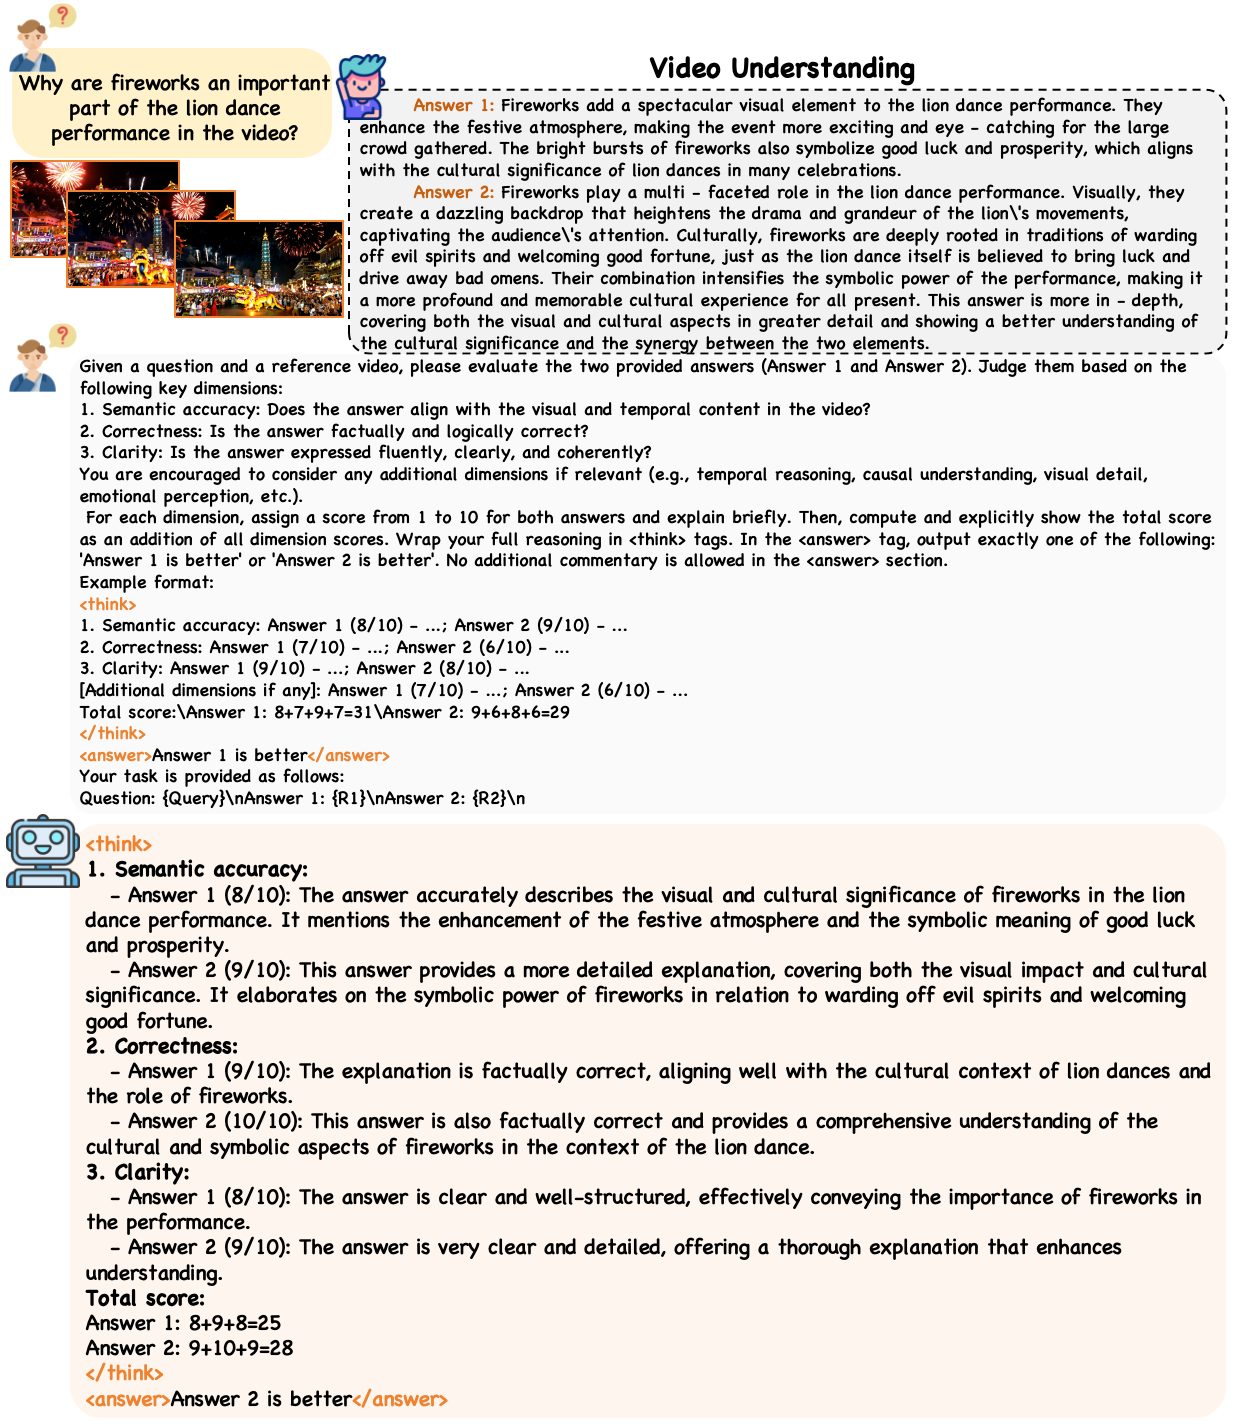 Why are fireworks an important
part of the lion dance
performance in the video?
Video Understanding
Answer 1: Fireworks add a spectacular visual element to the lion dance performance. They
enhance the festive atmosphere, making the event more exciting and eye - catching for the large
crowd gathered. The bright bursts of fireworks also symbolize good luck and prosperity, which aligns
with the cultural significance of lion dances in many celebrations.
Answer 2: Fireworks play a multi - faceted role in the lion dance performance. Visually, they
create a dazzling backdrop that heightens the drama and grandeur of the lion\'s movements,
captivating the audience\'s attention. Culturally, fireworks are deeply rooted in traditions of warding
off evil spirits and welcoming good fortune, just as the lion dance itself is believed to bring luck and
drive away bad omens. Their combination intensifies the symbolic power of the performance, making it
a more profound and memorable cultural experience for all present. This answer is more in - depth,
covering both the visual and cultural aspects in greater detail and showing a better understanding of
the cultural significance and the synergy between the two elements.
Given a question and a reference video, please evaluate the two provided answers (Answer 1 and Answer 2). Judge them based on the
following key dimensions:
1. Semantic accuracy: Does the answer align with the visual and temporal content in the video?
2. Correctness: Is the answer factually and logically correct?
3. Clarity: Is the answer expressed fluently, clearly, and coherently?
You are encouraged to consider any additional dimensions if relevant (e.g., temporal reasoning, causal understanding, visual detail,
emotional perception, etc.).
For each dimension, assign a score from 1 to 10 for both answers and explain briefly. Then, compute and explicitly show the total score
as an addition of all dimension scores. Wrap your full reasoning in <think> tags. In the <answer> tag, output exactly one of the following:
'Answer 1 is better' or 'Answer 2 is better'. No additional commentary is allowed in the <answer> section.
Example format:
<think>
1. Semantic accuracy: Answer 1 (8/10) - ...; Answer 2 (9/10) - ...
2. Correctness: Answer 1 (7/10) - ...; Answer 2 (6/10) - ...
3. Clarity: Answer 1 (9/10) - ...; Answer 2 (8/10) - ...
[Additional dimensions if any]: Answer 1 (7/10) - ...; Answer 2 (6/10) - ...
Total score:\Answer 1: 8+7+9+7=31\Answer 2: 9+6+8+6=29
</think>
<answer>Answer 1 is better</answer>
Your task is provided as follows:
Question: {Query}\nAnswer 1: {R1}\nAnswer 2: {R2}\n
<think>
1. Semantic accuracy:
- Answer 1 (8/10): The answer accurately describes the visual and cultural significance of fireworks in the lion
dance performance. It mentions the enhancement of the festive atmosphere and the symbolic meaning of good luck
and prosperity.
- Answer 2 (9/10): This answer provides a more detailed explanation, covering both the visual impact and cultural
significance. It elaborates on the symbolic power of fireworks in relation to warding off evil spirits and welcoming
good fortune.
2. Correctness:
- Answer 1 (9/10): The explanation is factually correct, aligning well with the cultural context of lion dances and
the role of fireworks.
- Answer 2 (10/10): This answer is also factually correct and provides a comprehensive understanding of the
cultural and symbolic aspects of fireworks in the context of the lion dance.
3. Clarity:
- Answer 1 (8/10): The answer is clear and well-structured, effectively conveying the importance of fireworks in
the performance.
- Answer 2 (9/10): The answer is very clear and detailed, offering a thorough explanation that enhances
understanding.
Total score:
Answer 1: 8+9+8=25
Answer 2: 9+10+9=28
</think>
<answer>Answer 2 is better</answer>